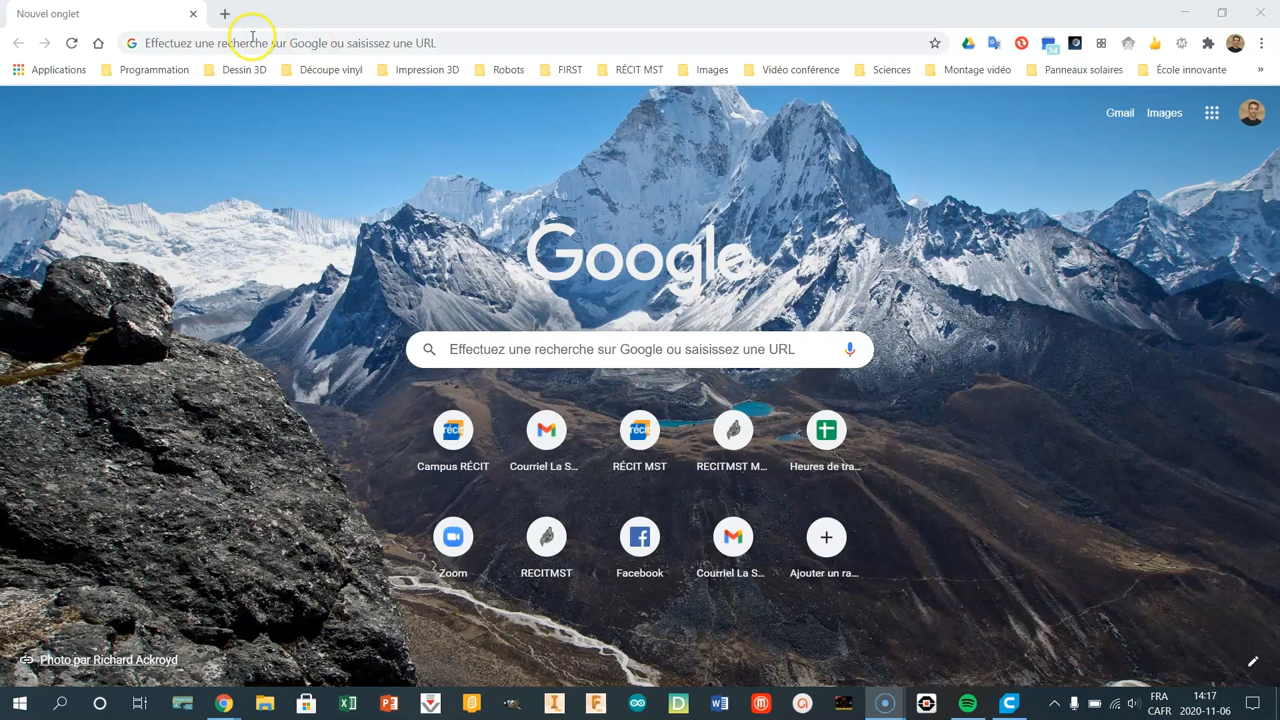 Nouvel onglet
Effectuez une recherche sur Google ou saisissez une URL
3d
Applications Programmation Dessin 3D Découpe vinyl Impression 3D Robots FIRST RÉCIT MST Images Vidéo conférence Sciences Montage vidéo Panneaux solaires École innovante »
Gmail Images
Google
Effectuez une recherche sur Google ou saisissez une URL
récit récit
Campus RÉCIT Courriel La S... RÉCIT MST RECITMST M... Heures de tra...
Zoom RECITMST Facebook Courriel La S... Ajouter un ra...
Photo par Richard Ackroyd
FRA 14:17
CAFR 2020-11-06